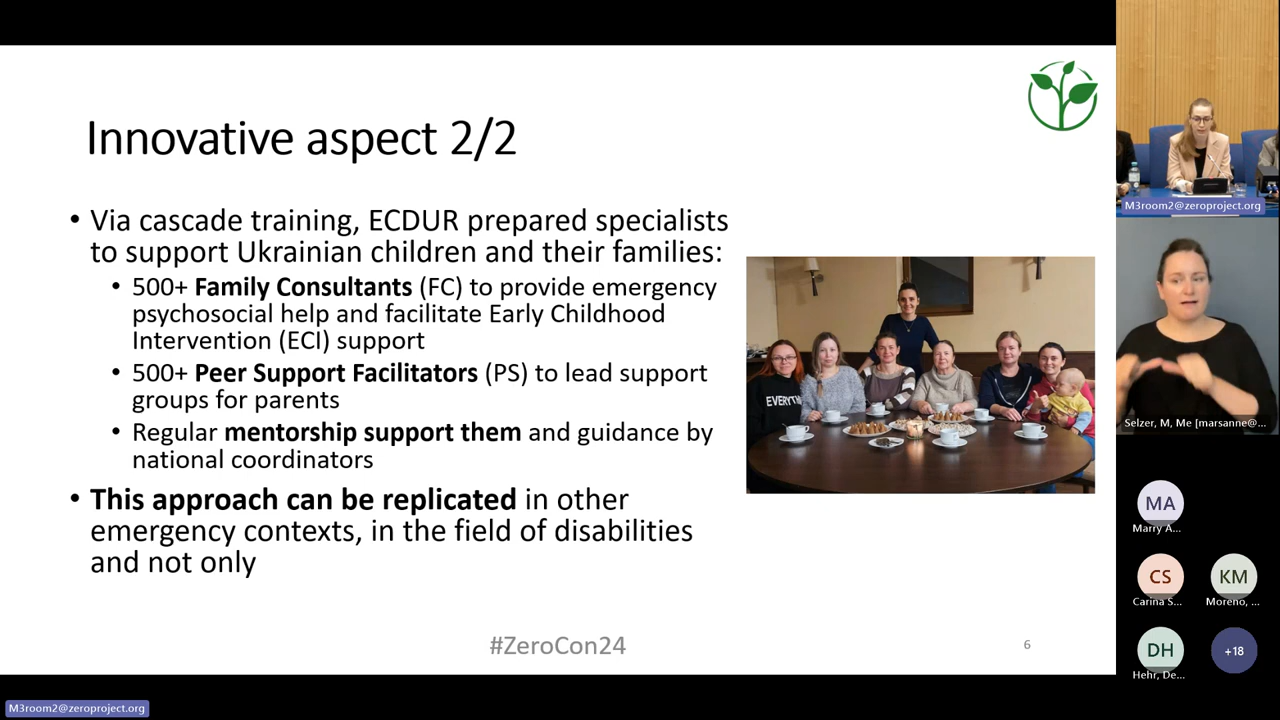 Innovative aspect 2/2
• Via cascade training, ECDUR prepared specialists
to support Ukrainian children and their families:
• 500+ Family Consultants (FC) to provide emergency
psychosocial help and facilitate Early Childhood
Intervention (ECI) support
• 500+ Peer Support Facilitators (PS) to lead support
groups for parents
• Regular mentorship support them and guidance by
national coordinators
• This approach can be replicated in other
emergency contexts, in the field of disabilities
and not only
EVERYTH
#ZeroCon24
6
M3room2@zeroproject.org
Selzer, M, Me [marsanne@...
MA
Marry A...
CS
Carina S...
KM
Moreno, ...
DH
Hehr, De...
+18
M3room2@zeroproject.org